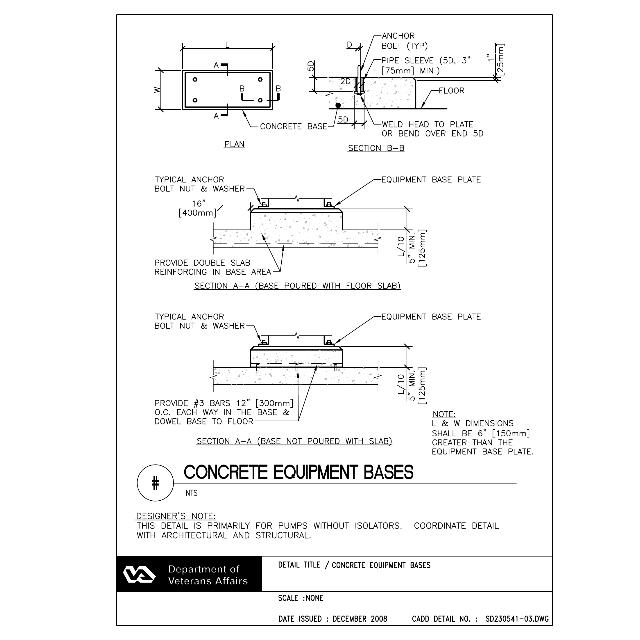 L
W
A
A
B
B
CONCRETE BASE
PLAN
D
5D
2D
5D
ANCHOR
BOLT (TYP)
PIPE SLEEVE (5D, 3"
[75mm] MIN.)
1"
[25mm]
FLOOR
WELD HEAD TO PLATE
OR BEND OVER END 5D
SECTION B-B
TYPICAL ANCHOR
BOLT NUT & WASHER
EQUIPMENT BASE PLATE
16"
[400mm]
L/10
5" MIN.
[125mm]
PROVIDE DOUBLE SLAB
REINFORCING IN BASE AREA
SECTION A-A (BASE POURED WITH FLOOR SLAB)
TYPICAL ANCHOR
BOLT NUT & WASHER
EQUIPMENT BASE PLATE
L/10
5" MIN.
[125mm]
PROVIDE #3 BARS 12" [300mm]
O.C. EACH WAY IN THE BASE &
DOWEL BASE TO FLOOR
SECTION A-A (BASE NOT POURED WITH SLAB)
NOTE:
L & W DIMENSIONS
SHALL BE 6" [150mm]
GREATER THAN THE
EQUIPMENT BASE PLATE.
# CONCRETE EQUIPMENT BASES
NTS
DESIGNER'S NOTE:
THIS DETAIL IS PRIMARILY FOR PUMPS WITHOUT ISOLATORS. COORDINATE DETAIL
WITH ARCHITECTURAL AND STRUCTURAL.
VA
Department of
Veterans Affairs
DETAIL TITLE / CONCRETE EQUIPMENT BASES
SCALE :NONE
DATE ISSUED : DECEMBER 2008 CADD DETAIL NO. : SD230541-03.DWG